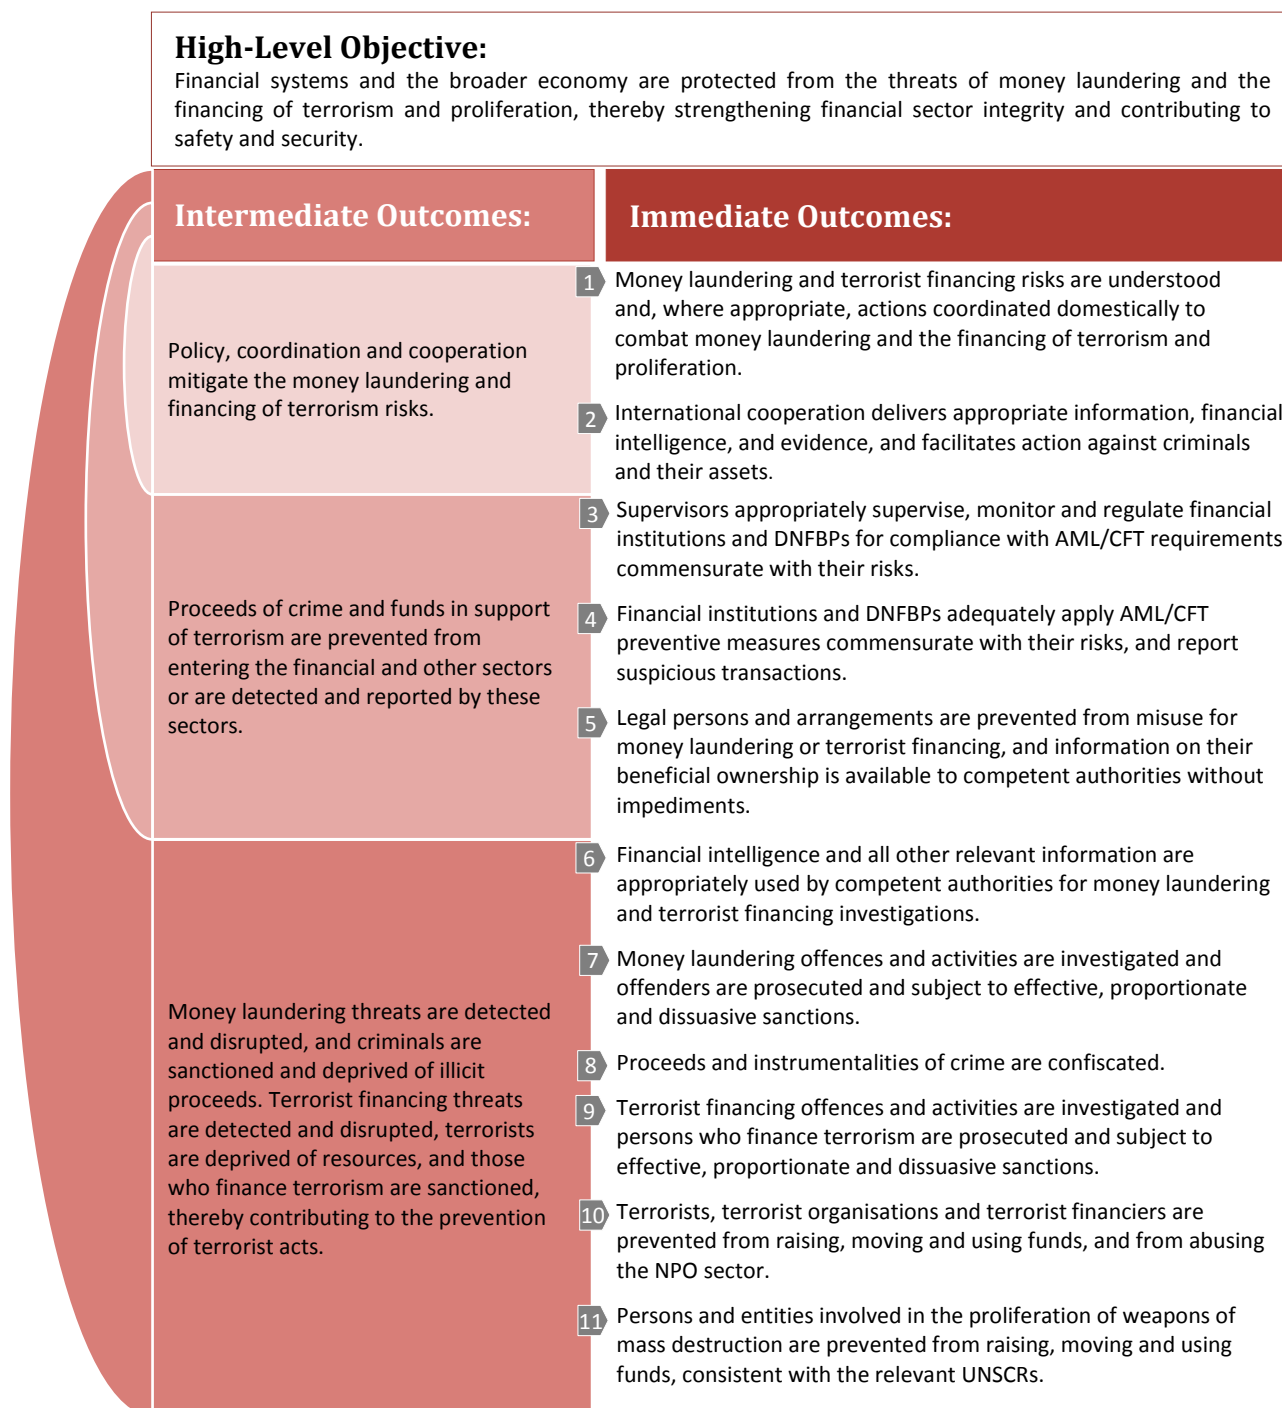 High-Level Objective:
Financial systems and the broader economy are protected from the threats of money laundering and the
financing of terrorism and proliferation, thereby strengthening financial sector integrity and contributing to
safety and security.
Intermediate Outcomes:
Immediate Outcomes:
Policy, coordination and cooperation
mitigate the money laundering and
financing of terrorism risks.
1 Money laundering and terrorist financing risks are understood
and, where appropriate, actions coordinated domestically to
combat money laundering and the financing of terrorism and
proliferation.
2 International cooperation delivers appropriate information, financial
intelligence, and evidence, and facilitates action against criminals
and their assets.
Proceeds of crime and funds in support
of terrorism are prevented from
entering the financial and other sectors
or are detected and reported by these
sectors.
3 Supervisors appropriately supervise, monitor and regulate financial
institutions and DNFBPs for compliance with AML/CFT requirements
commensurate with their risks.
4 Financial institutions and DNFBPs adequately apply AML/CFT
preventive measures commensurate with their risks, and report
suspicious transactions.
5 Legal persons and arrangements are prevented from misuse for
money laundering or terrorist financing, and information on their
beneficial ownership is available to competent authorities without
impediments.
Money laundering threats are detected
and disrupted, and criminals are
sanctioned and deprived of illicit
proceeds. Terrorist financing threats
are detected and disrupted, terrorists
are deprived of resources, and those
who finance terrorism are sanctioned,
thereby contributing to the prevention
of terrorist acts.
6 Financial intelligence and all other relevant information are
appropriately used by competent authorities for money laundering
and terrorist financing investigations.
7 Money laundering offences and activities are investigated and
offenders are prosecuted and subject to effective, proportionate
and dissuasive sanctions.
8 Proceeds and instrumentalities of crime are confiscated.
9 Terrorist financing offences and activities are investigated and
persons who finance terrorism are prosecuted and subject to
effective, proportionate and dissuasive sanctions.
10 Terrorists, terrorist organisations and terrorist financiers are
prevented from raising, moving and using funds, and from abusing
the NPO sector.
11 Persons and entities involved in the proliferation of weapons of
mass destruction are prevented from raising, moving and using
funds, consistent with the relevant UNSCRs.